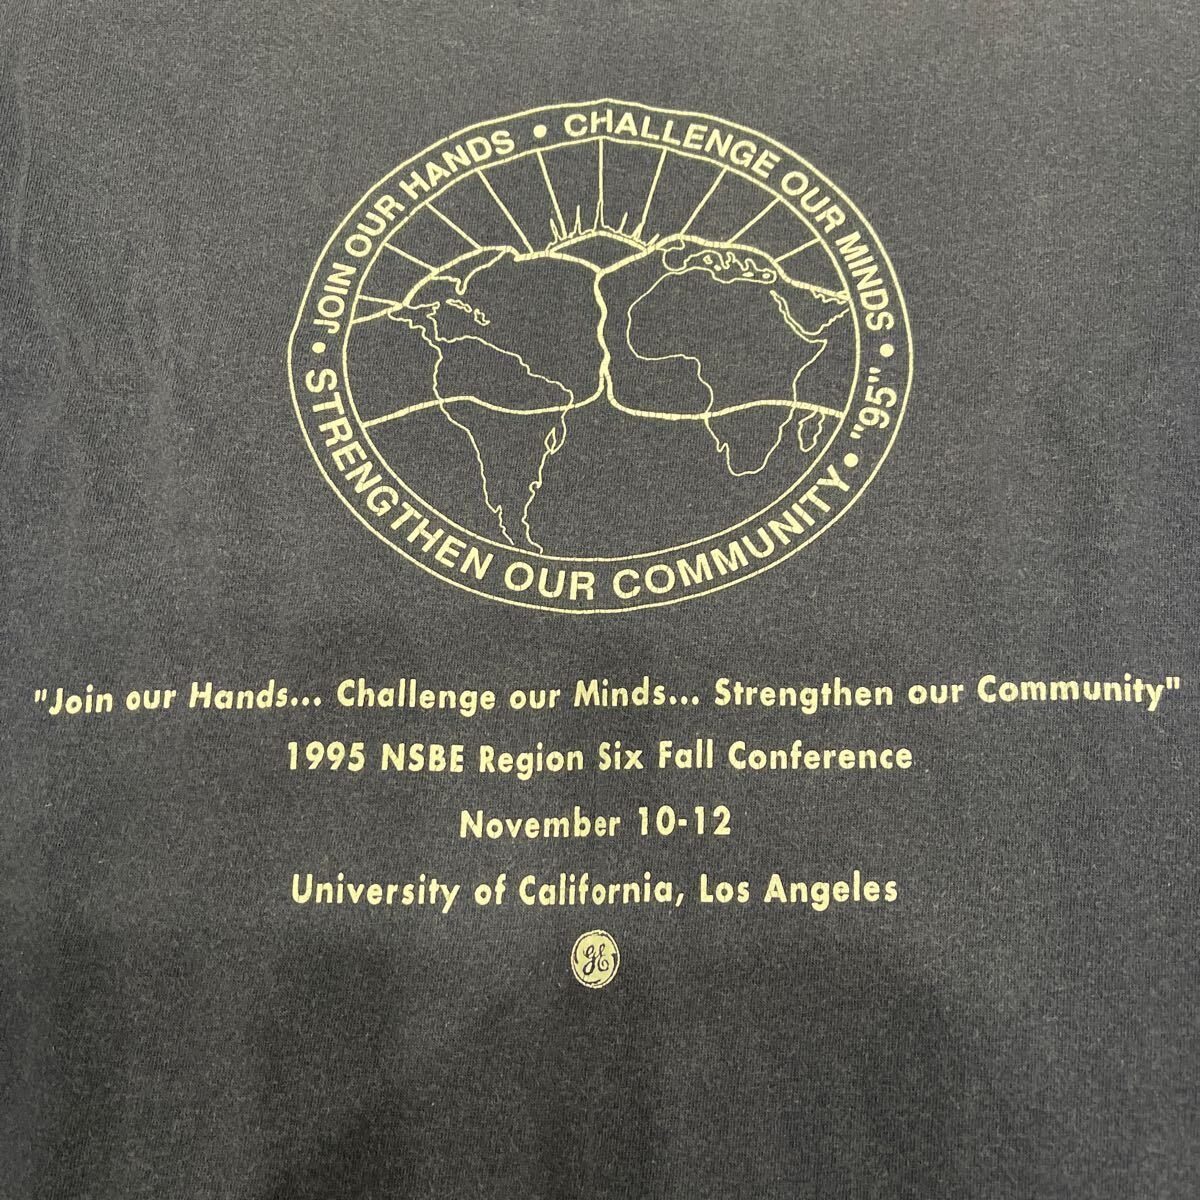 • JOIN OUR HANDS • CHALLENGE OUR MINDS •
STRENGTHEN OUR COMMUNITY • "95"
"Join our Hands... Challenge our Minds... Strengthen our Community"
1995 NSBE Region Six Fall Conference
November 10-12
University of California, Los Angeles
GE